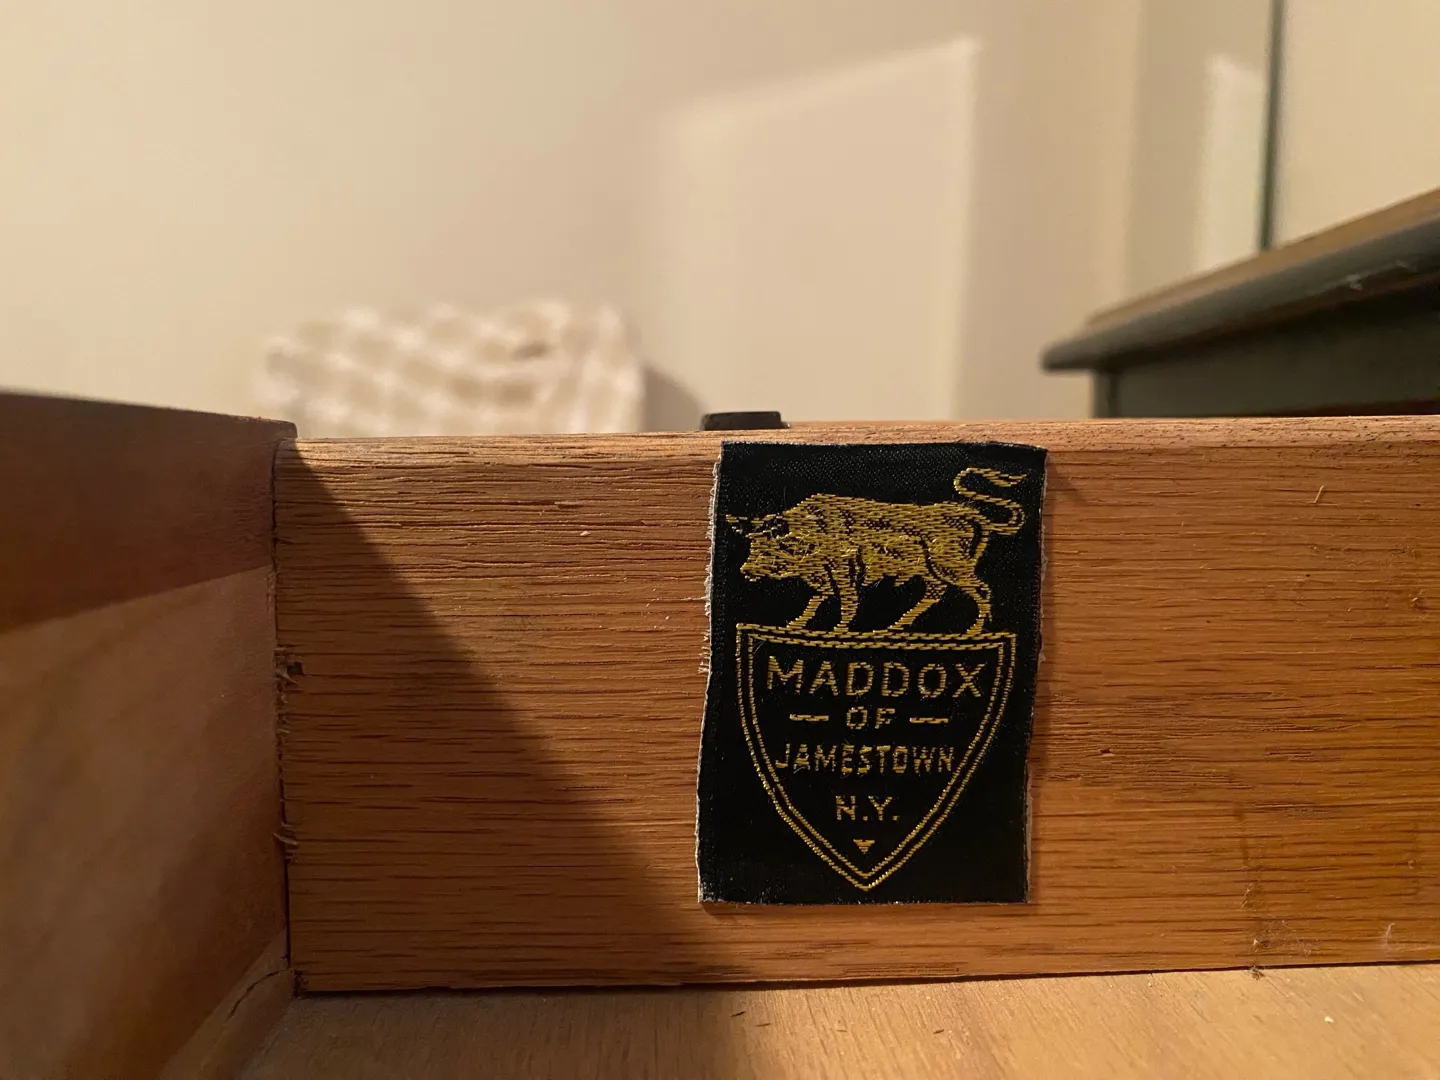 MADDOX
- OF -
JAMESTOWN
N.Y.